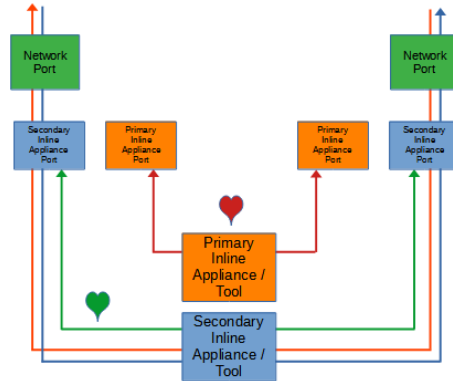 Network
Port
Network
Port
Secondary
Inline
Appliance
Port
Primary
Inline
Appliance
Port
Primary
Inline
Appliance
Port
Secondary
Inline
Appliance
Port
Primary
Inline
Appliance /
Tool
Secondary
Inline
Appliance /
Tool